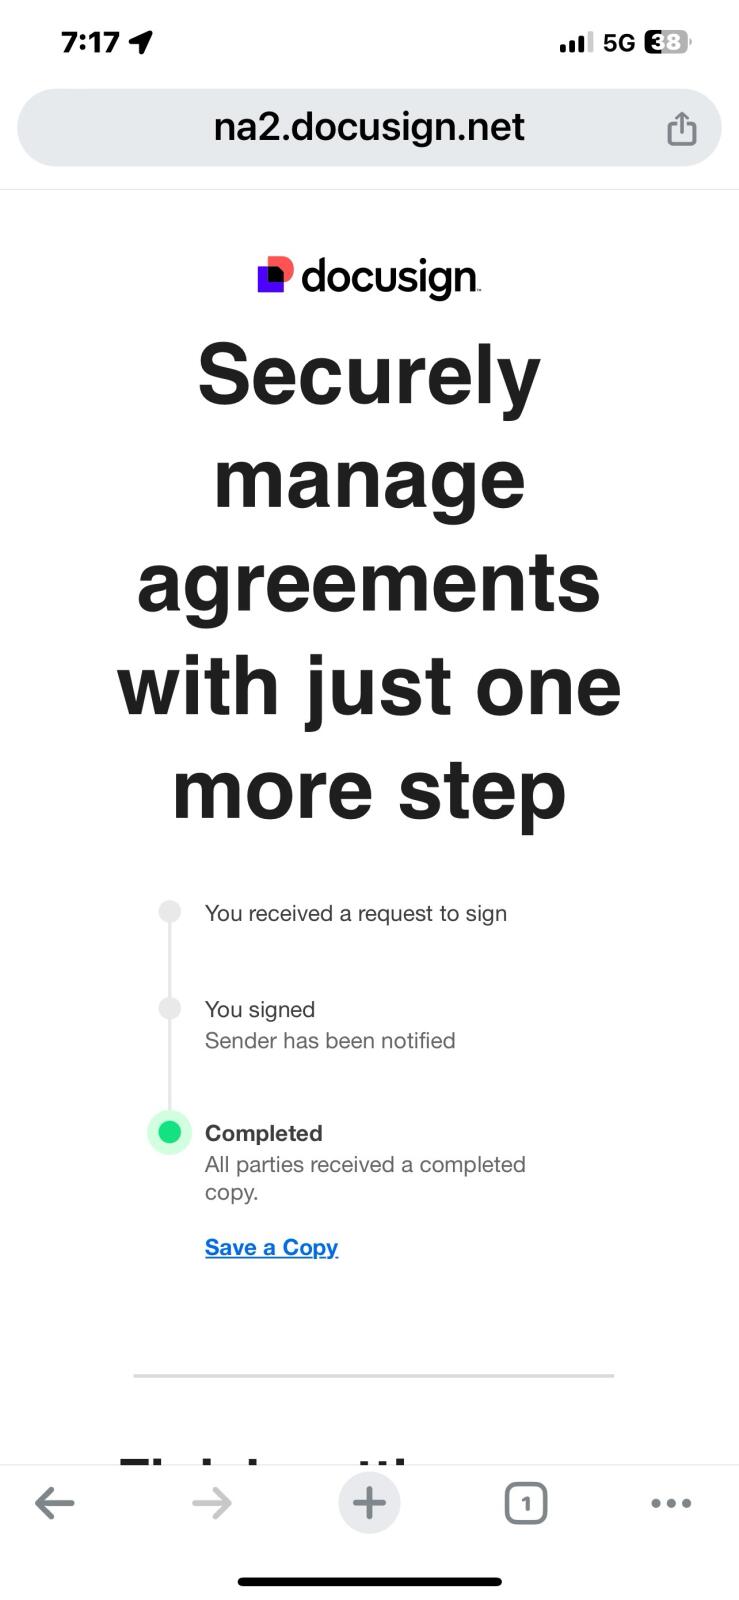 7:17
5G 38
na2.docusign.net
docusign
Securely
manage
agreements
with just one
more step
You received a request to sign
You signed
Sender has been notified
Completed
All parties received a completed
copy.
Save a Copy
1